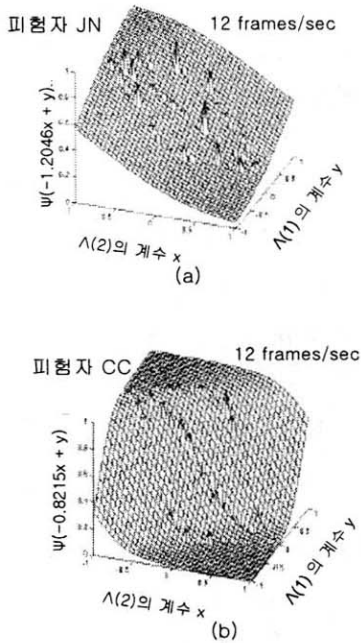 피험자 JN 12 frames/sec
Ψ(-1.2046x + y).
Λ(2)의 계수 x
Λ(1)의 계수 y
(a)
피험자 CC 12 frames/sec
Ψ(-0.8215x + y)
Λ(2)의 계수 x
Λ(1)의 계수 y
(b)